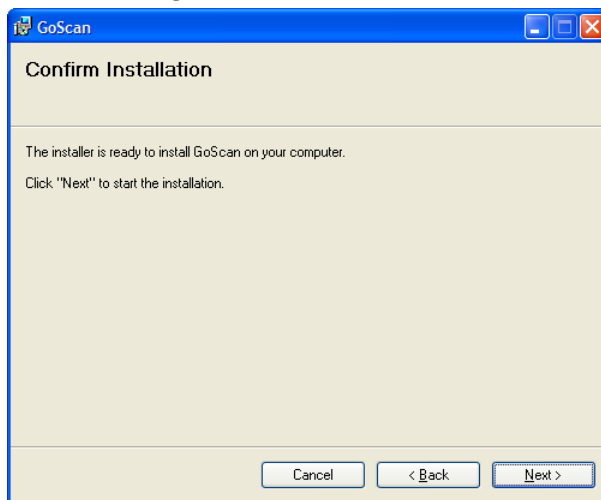 GoScan
Confirm Installation
The installer is ready to install GoScan on your computer.
Click "Next" to start the installation.
Cancel < Back Next >